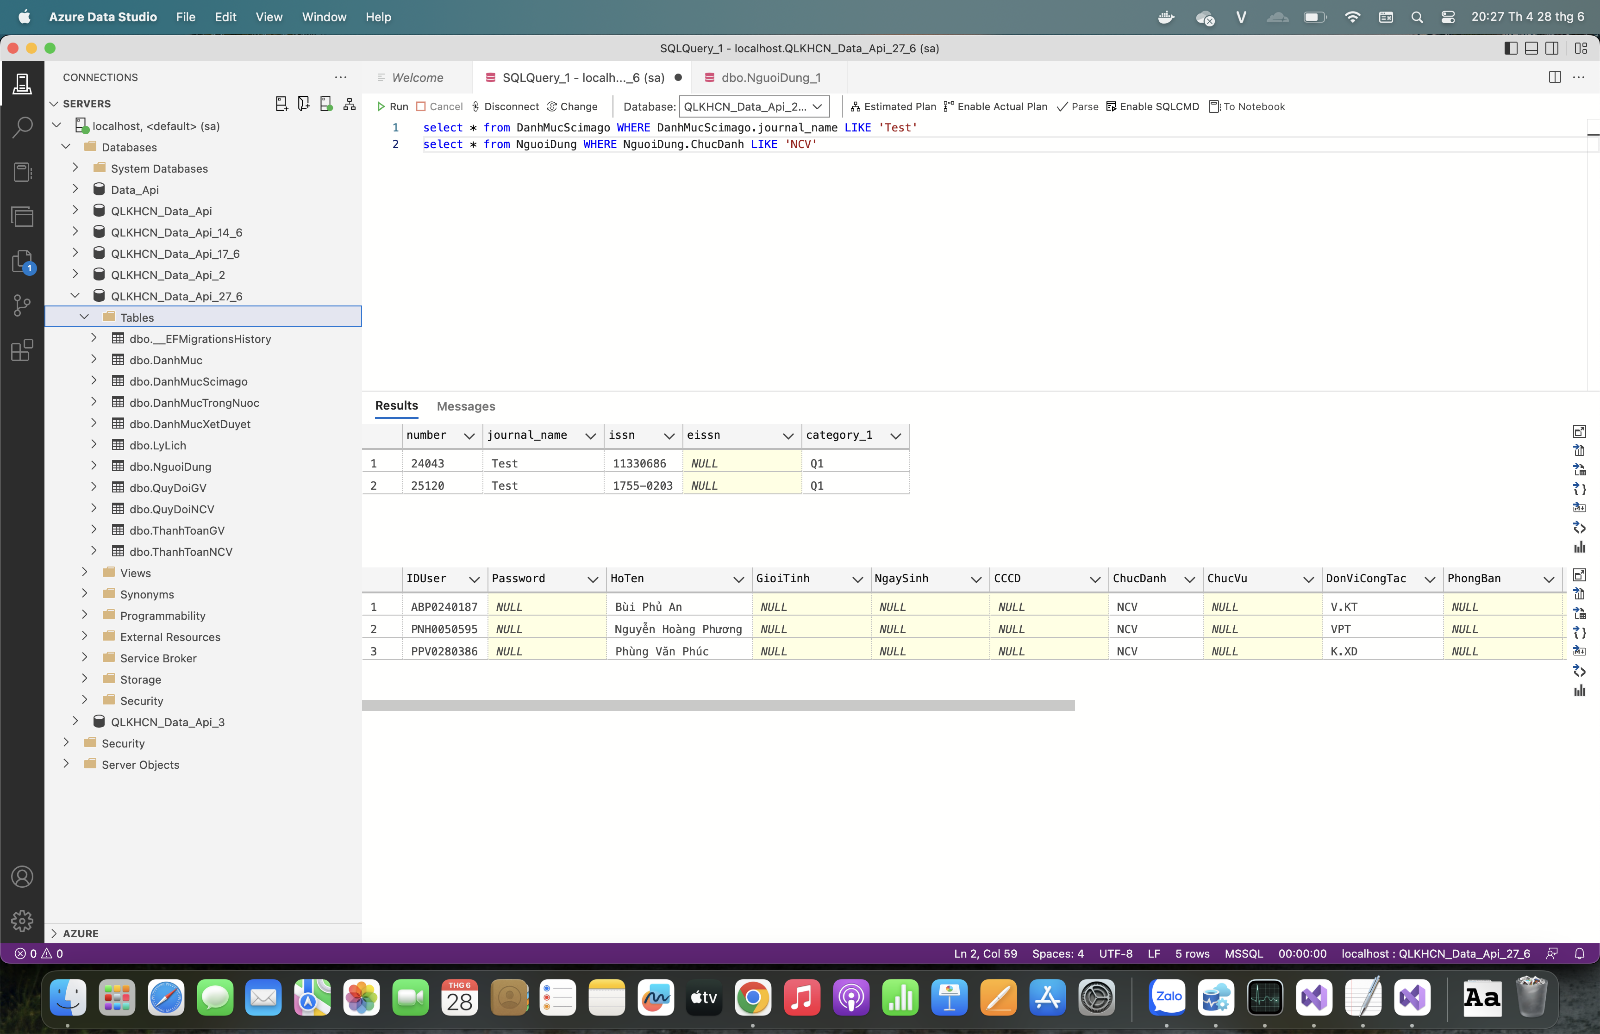 Azure Data Studio File Edit View Window Help
20:27 Th 4 28 thg 6
SQLQuery_1 - localhost.QLKHCN_Data_Api_27_6 (sa)
CONNECTIONS
SERVERS
localhost, <default> (sa)
Databases
System Databases
Data_Api
QLKHCN_Data_Api
QLKHCN_Data_Api_14_6
QLKHCN_Data_Api_17_6
QLKHCN_Data_Api_2
QLKHCN_Data_Api_27_6
Tables
dbo.__EFMigrationsHistory
dbo.DanhMuc
dbo.DanhMucScimago
dbo.DanhMucTrongNuoc
dbo.DanhMucXetDuyet
dbo.LyLich
dbo.NguoiDung
dbo.QuyDoiGV
dbo.QuyDoiNCV
dbo.ThanhToanGV
dbo.ThanhToanNCV
Views
Synonyms
Programmability
External Resources
Service Broker
Storage
Security
QLKHCN_Data_Api_3
Security
Server Objects
AZURE
1
Welcome SQLQuery_1 - localh..._6 (sa) dbo.NguoiDung_1
Run Cancel Disconnect Change Database: QLKHCN_Data_Api_2... Estimated Plan Enable Actual Plan Parse Enable SQLCMD To Notebook
1 select * from DanhMucScimago WHERE DanhMucScimago.journal_name LIKE 'Test'
2 select * from NguoiDung WHERE NguoiDung.ChucDanh LIKE 'NCV'
Results Messages
number journal_name issn eissn category_1
1 24043 Test 11330686 NULL Q1
2 25120 Test 1755-0203 NULL Q1
IDUser Password HoTen GioiTinh NgaySinh CCCD ChucDanh ChucVu DonViCongTac PhongBan
1 ABP0240187 NULL Bùi Phủ An NULL NULL NULL NCV NULL V.KT NULL
2 PNH0050595 NULL Nguyễn Hoàng Phương NULL NULL NULL NCV NULL VPT NULL
3 PPV0280386 NULL Phùng Văn Phúc NULL NULL NULL NCV NULL K.XD NULL
0 0 Ln 2, Col 59 Spaces: 4 UTF-8 LF 5 rows MSSQL 00:00:00 localhost : QLKHCN_Data_Api_27_6
THG 6
28
tv
Zalo
Aa